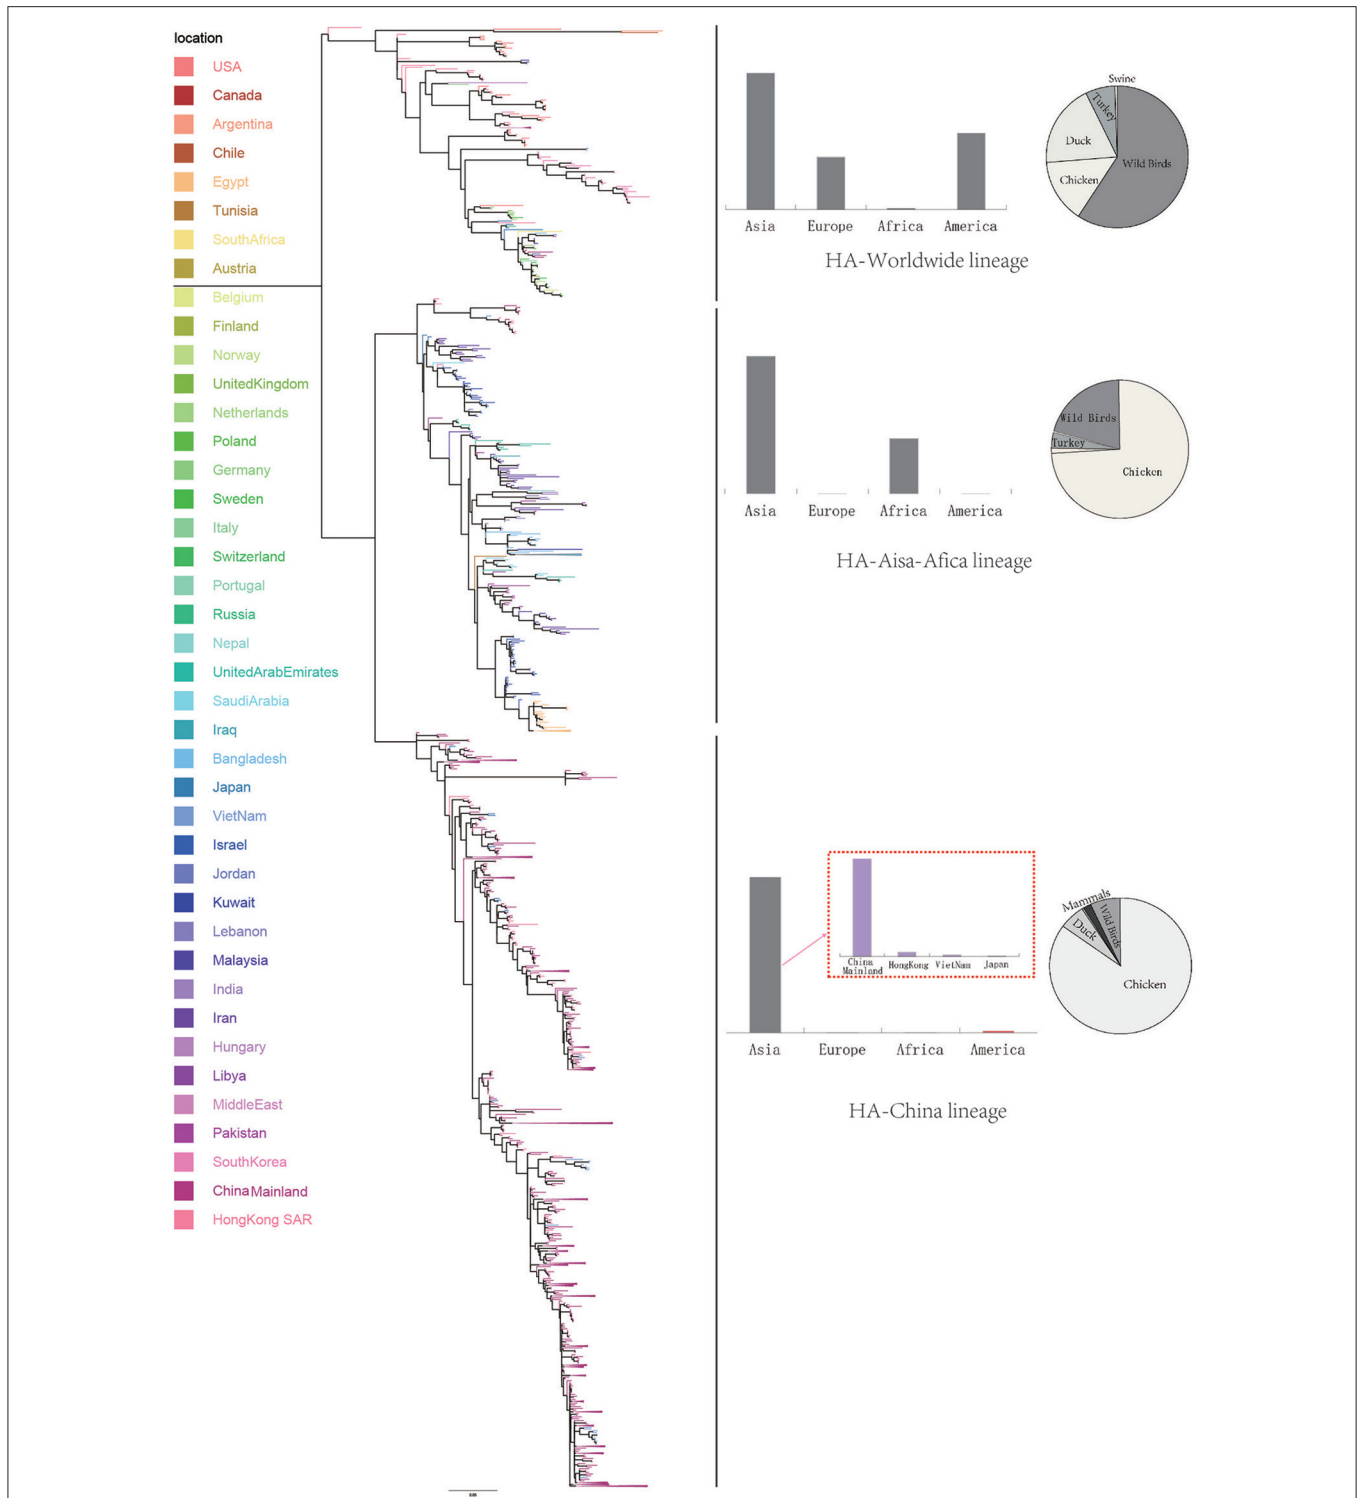 location
USA
Canada
Argentina
Chile
Egypt
Tunisia
SouthAfrica
Austria
Belgium
Finland
Norway
UnitedKingdom
Netherlands
Poland
Germany
Sweden
Italy
Switzerland
Portugal
Russia
Nepal
UnitedArabEmirates
SaudiArabia
Iraq
Bangladesh
Japan
VietNam
Israel
Jordan
Kuwait
Lebanon
Malaysia
India
Iran
Hungary
Libya
MiddleEast
Pakistan
SouthKorea
ChinaMainland
HongKong SAR
0.05
Asia Europe Africa America
HA-Worldwide lineage
Swine
Turkey
Duck
Wild Birds
Chicken
Asia Europe Africa America
HA-Aisa-Afica lineage
Wild Birds
Turkey
Chicken
China
Mainland HongKong VietNam Japan
Asia Europe Africa America
HA-China lineage
Mammals
Wild Birds
Duck
Chicken